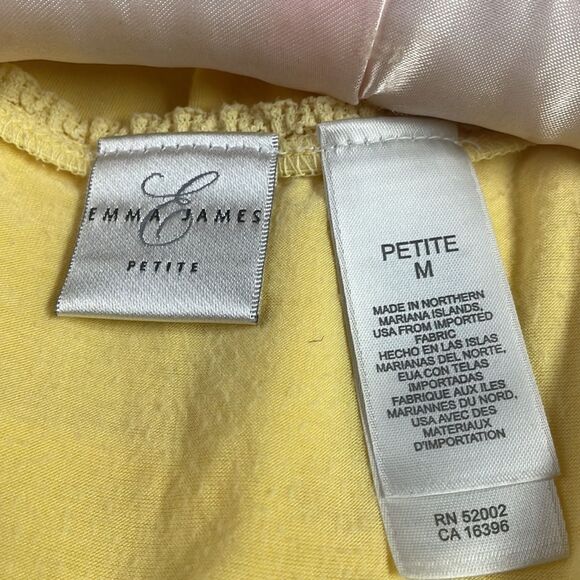 E
EMMA JAMES
PETITE
PETITE
M
MADE IN NORTHERN
MARIANA ISLANDS,
USA FROM IMPORTED
FABRIC
HECHO EN LAS ISLAS
MARIANAS DEL NORTE,
EUA CON TELAS
IMPORTADAS
FABRIQUE AUX ILES
MARIANNES DU NORD,
USA AVEC DES
MATERIAUX
D'IMPORTATION
RN 52002
CA 16396